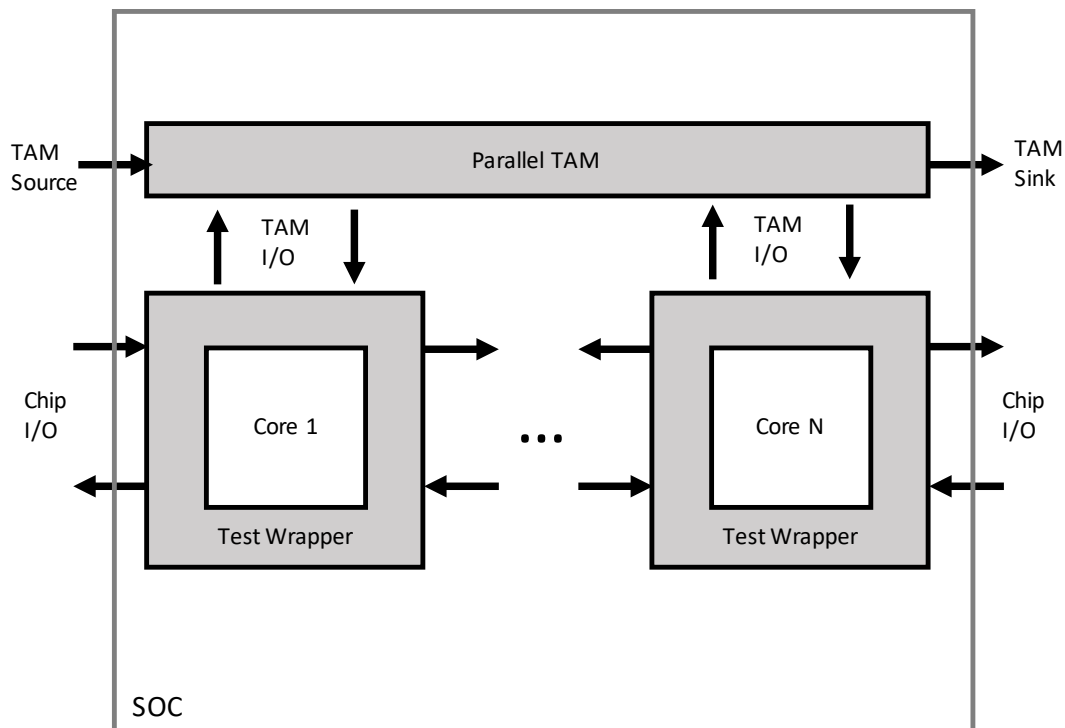 TAM
Source
Parallel TAM
TAM
Sink
TAM
I/O
TAM
I/O
Chip
I/O
Core 1
...
Core N
Chip
I/O
Test Wrapper
Test Wrapper
SOC